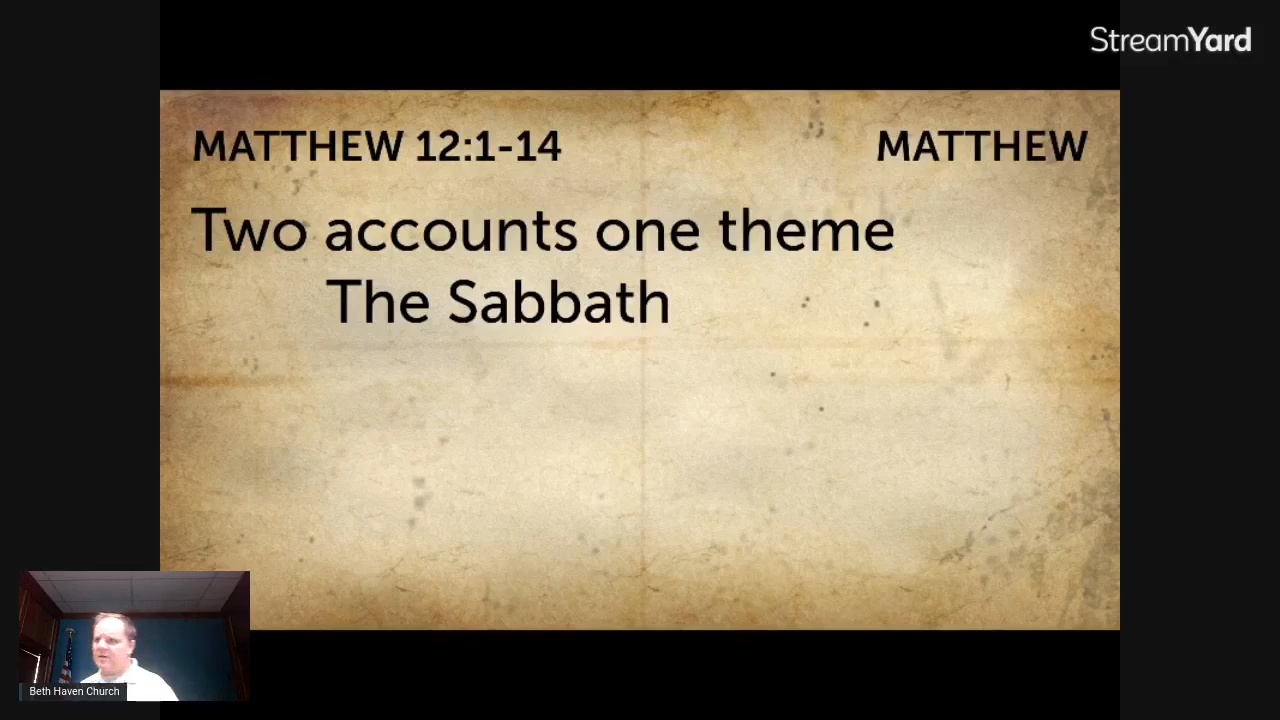 StreamYard
MATTHEW 12:1-14
MATTHEW
Two accounts one theme
The Sabbath
Beth Haven Church